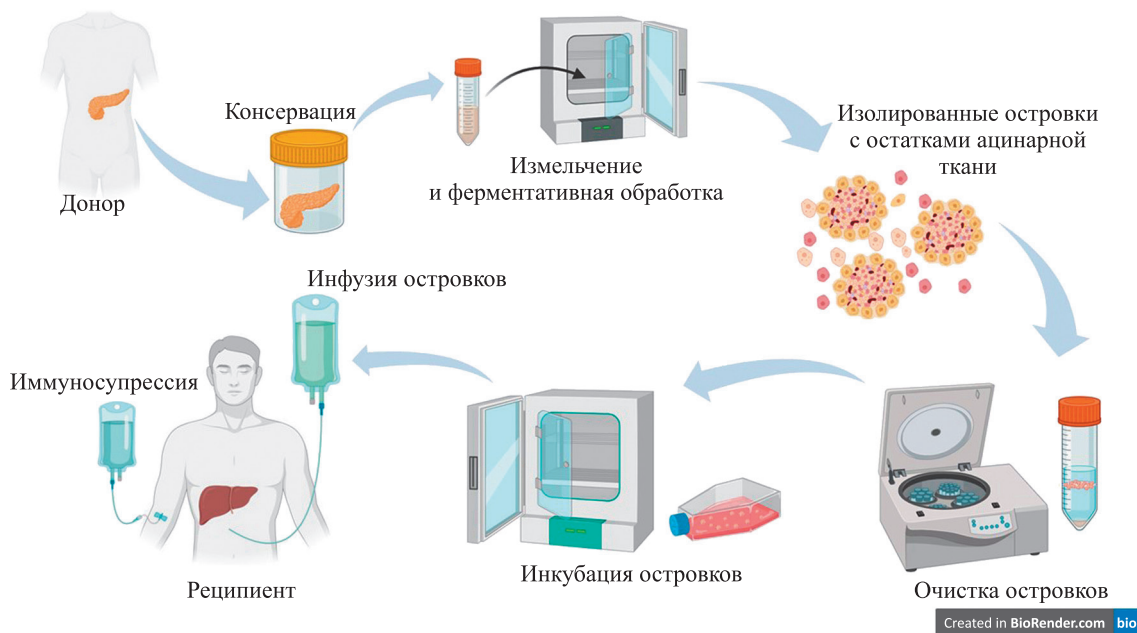 Донор
Консервация
Измельчение
и ферментативная обработка
Изолированные островки
с остатками ацинарной
ткани
Очистка островков
Инкубация островков
Инфузия островков
Иммуносупрессия
Реципиент
Created in BioRender.com bio